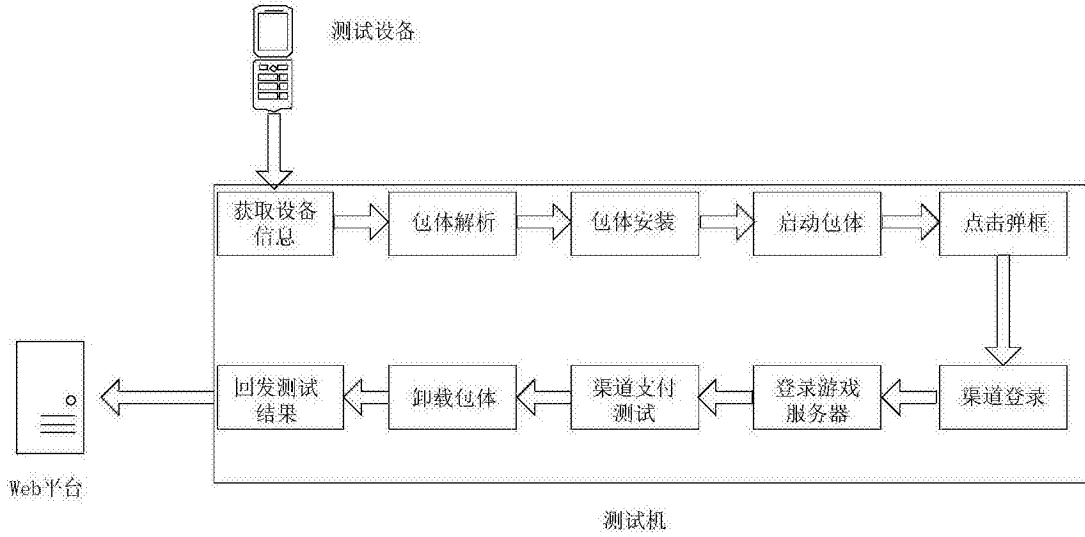 测试设备
获取设备
信息
包体解析
包体安装
启动包体
点击弹框
渠道登录
登录游戏
服务器
渠道支付
测试
卸载包体
回发测试
结果
Web平台
测试机